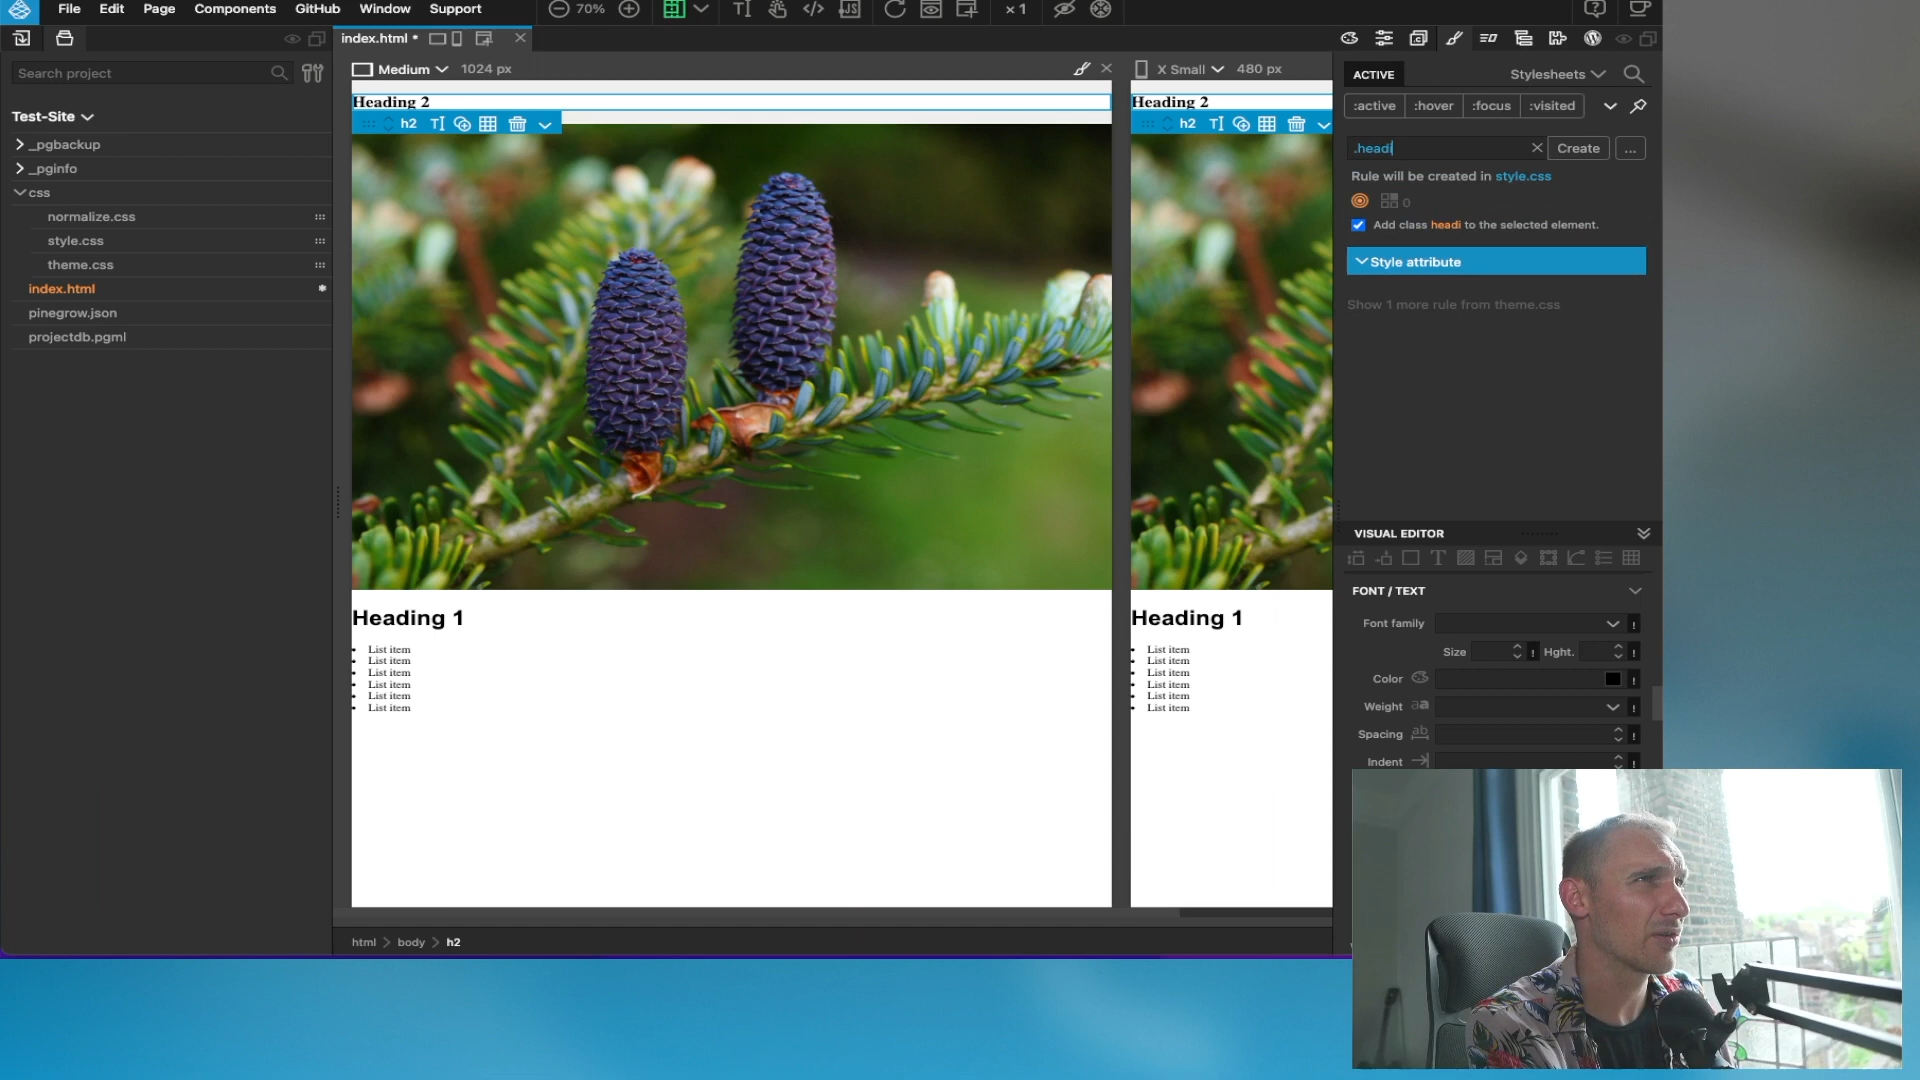 File Edit Page Components GitHub Window Support 70% x 1
index.html *
Search project
Test-Site
_pgbackup
_pginfo
css
normalize.css
style.css
theme.css
index.html
pinegrow.json
projectdb.pgml
Medium 1024 px
Heading 2
h2
Heading 1
List item
List item
List item
List item
List item
List item
X Small 480 px
Heading 2
h2
Heading 1
List item
List item
List item
List item
List item
List item
html > body > h2
ACTIVE Stylesheets
:active :hover :focus :visited
.headi Create ...
Rule will be created in style.css
0
Add class headi to the selected element.
Style attribute
Show 1 more rule from theme.css
VISUAL EDITOR
FONT / TEXT
Font family !
Size ! Hght. !
Color !
Weight aa !
Spacing ab !
Indent !